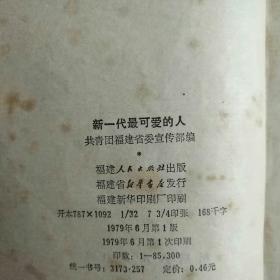 新一代最可爱的人
共青团福建省委宣传部编
*
福建人民出版社出版
福建省新华书店发行
福建新华印刷厂印刷
开本787×1092 1/32 7 3/4印张 168千字
1979年6月第1版
1979年6月第1次印刷
印数：1—85,300
统一书号：3173·257 定价：0.46元